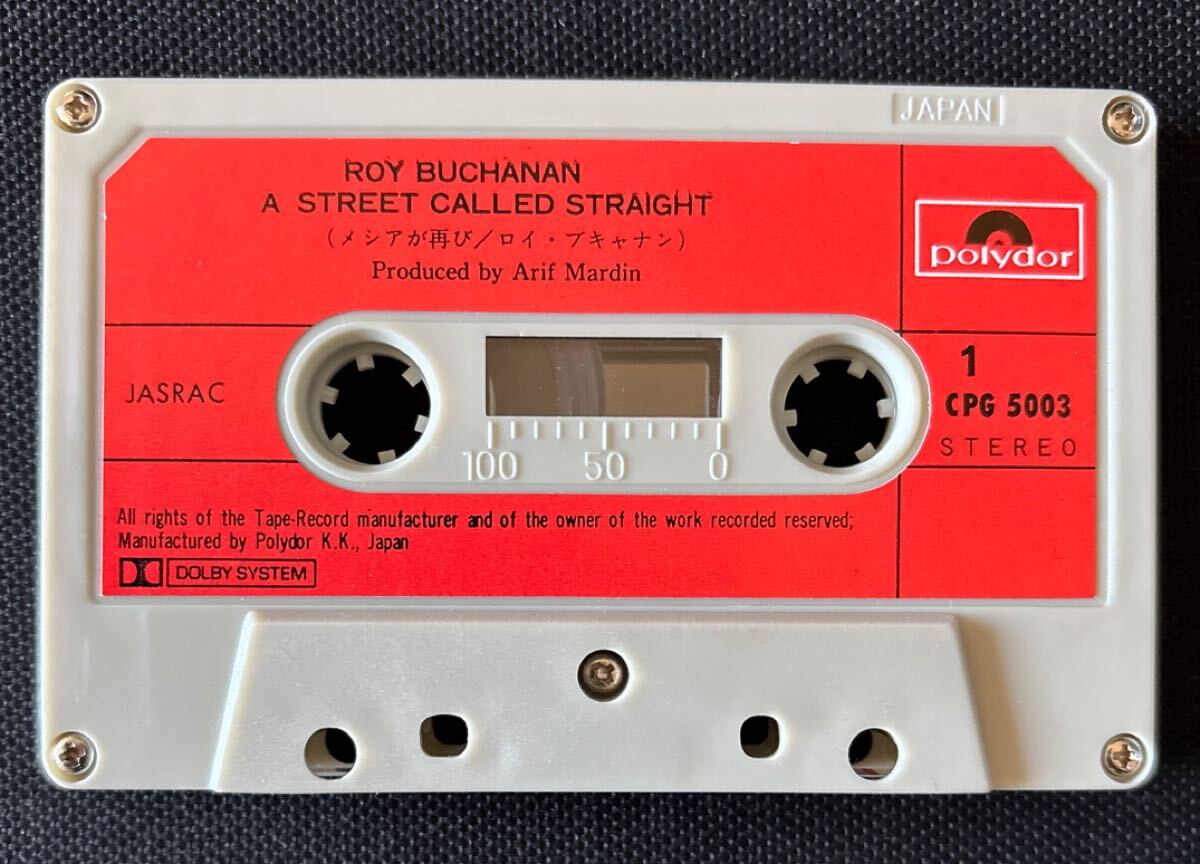 JAPAN
ROY BUCHANAN
A STREET CALLED STRAIGHT
(メシアが再び/ロイ・ブキャナン)
Produced by Arif Mardin
polydor
JASRAC
1
CPG 5003
STEREO
100 50 0
All rights of the Tape-Record manufacturer and of the owner of the work recorded reserved;
Manufactured by Polydor K.K., Japan
DOLBY SYSTEM